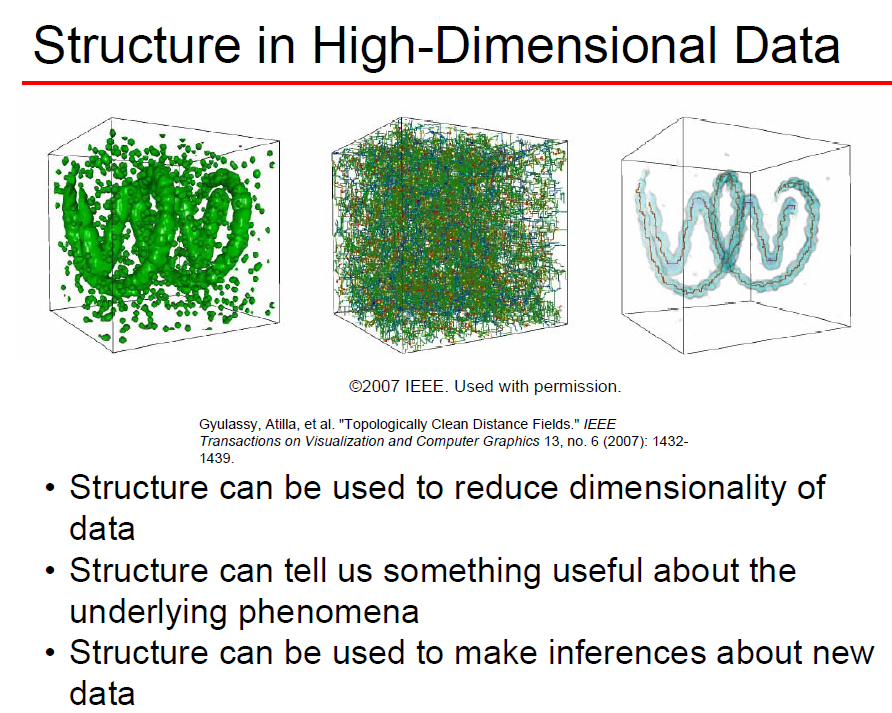 Structure in High-Dimensional Data
©2007 IEEE. Used with permission.
Gyulassy, Atilla, et al. "Topologically Clean Distance Fields." IEEE
Transactions on Visualization and Computer Graphics 13, no. 6 (2007): 1432-
1439.
• Structure can be used to reduce dimensionality of
data
• Structure can tell us something useful about the
underlying phenomena
• Structure can be used to make inferences about new
data